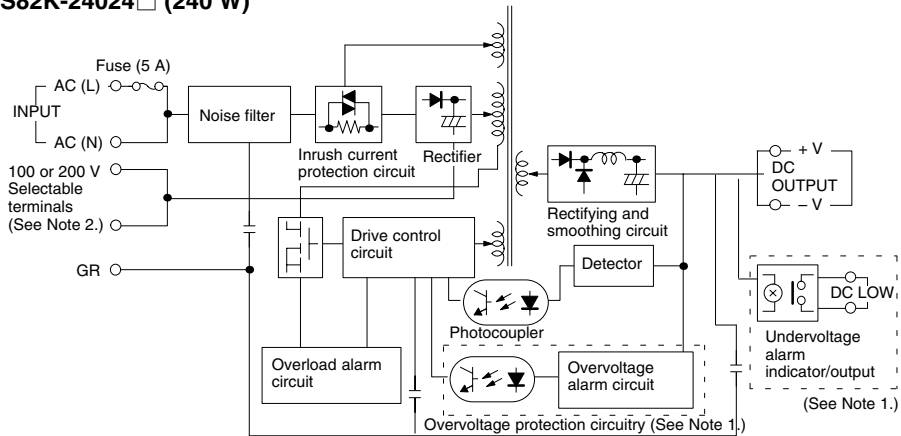 S82K-24024□ (240 W)
Fuse (5 A)
AC (L)
INPUT
AC (N)
Noise filter
Inrush current
protection circuit
Rectifier
100 or 200 V
Selectable
terminals
(See Note 2.)
GR
Drive control
circuit
Overload alarm
circuit
Photocoupler
Detector
Rectifying and
smoothing circuit
+ V
DC
OUTPUT
– V
DC LOW
Undervoltage
alarm
indicator/output
(See Note 1.)
Overvoltage
alarm circuit
Overvoltage protection circuitry (See Note 1.)